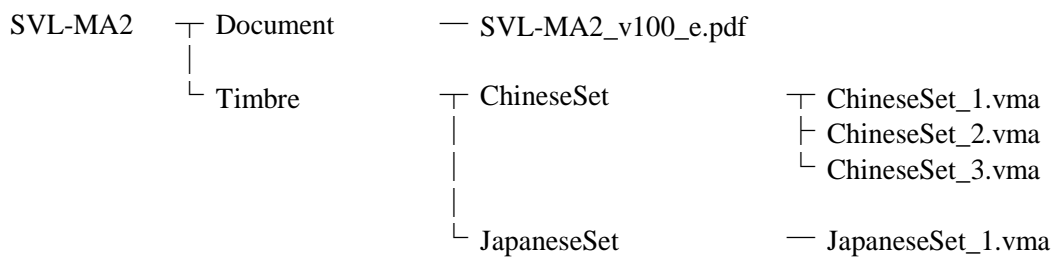 SVL-MA2 ┬ Document ─ SVL-MA2_v100_e.pdf
└ Timbre ┬ ChineseSet ┬ ChineseSet_1.vma
├ ChineseSet_2.vma
└ ChineseSet_3.vma
└ JapaneseSet ─ JapaneseSet_1.vma